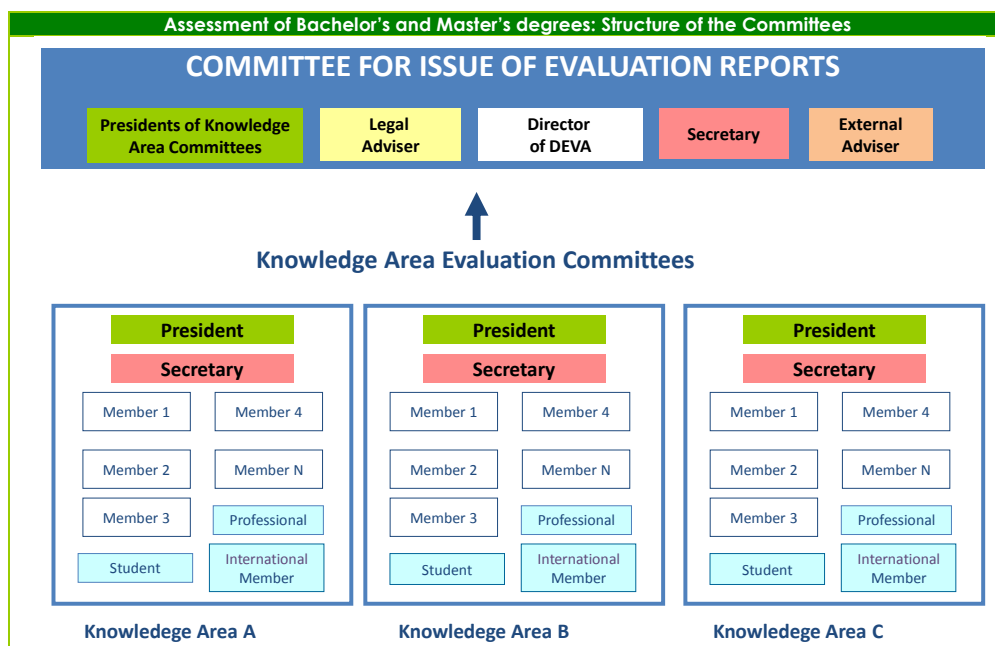 Assessment of Bachelor’s and Master’s degrees: Structure of the Committees
COMMITTEE FOR ISSUE OF EVALUATION REPORTS
Presidents of Knowledge
Area Committees
Legal
Adviser
Director
of DEVA
Secretary
External
Adviser
Knowledge Area Evaluation Committees
President
Secretary
Member 1
Member 4
Member 2
Member N
Member 3
Professional
Student
International
Member
Knowledege Area A
President
Secretary
Member 1
Member 4
Member 2
Member N
Member 3
Professional
Student
International
Member
Knowledege Area B
President
Secretary
Member 1
Member 4
Member 2
Member N
Member 3
Professional
Student
International
Member
Knowledege Area C